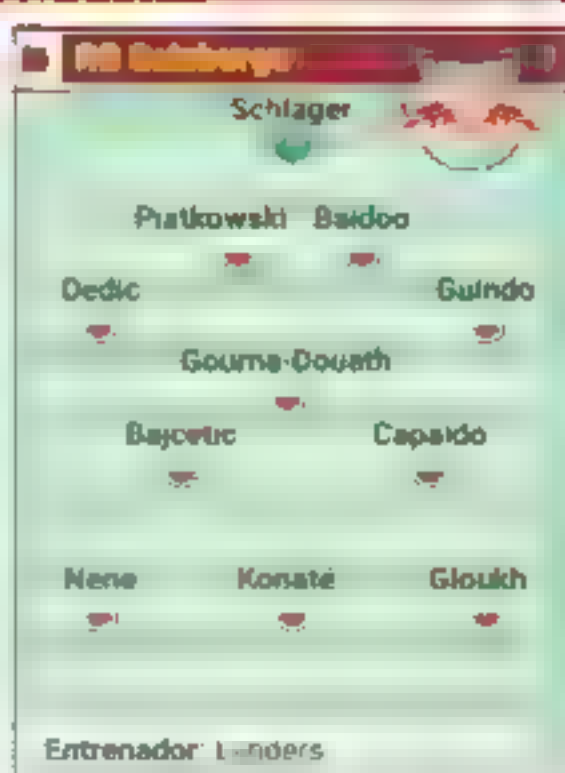 Schlager
Piatkowski Baidoo
Dedic Guindo
Gourna-Douath
Bajcetic Capaldo
Nene Konaté Gloukh
Entrenador